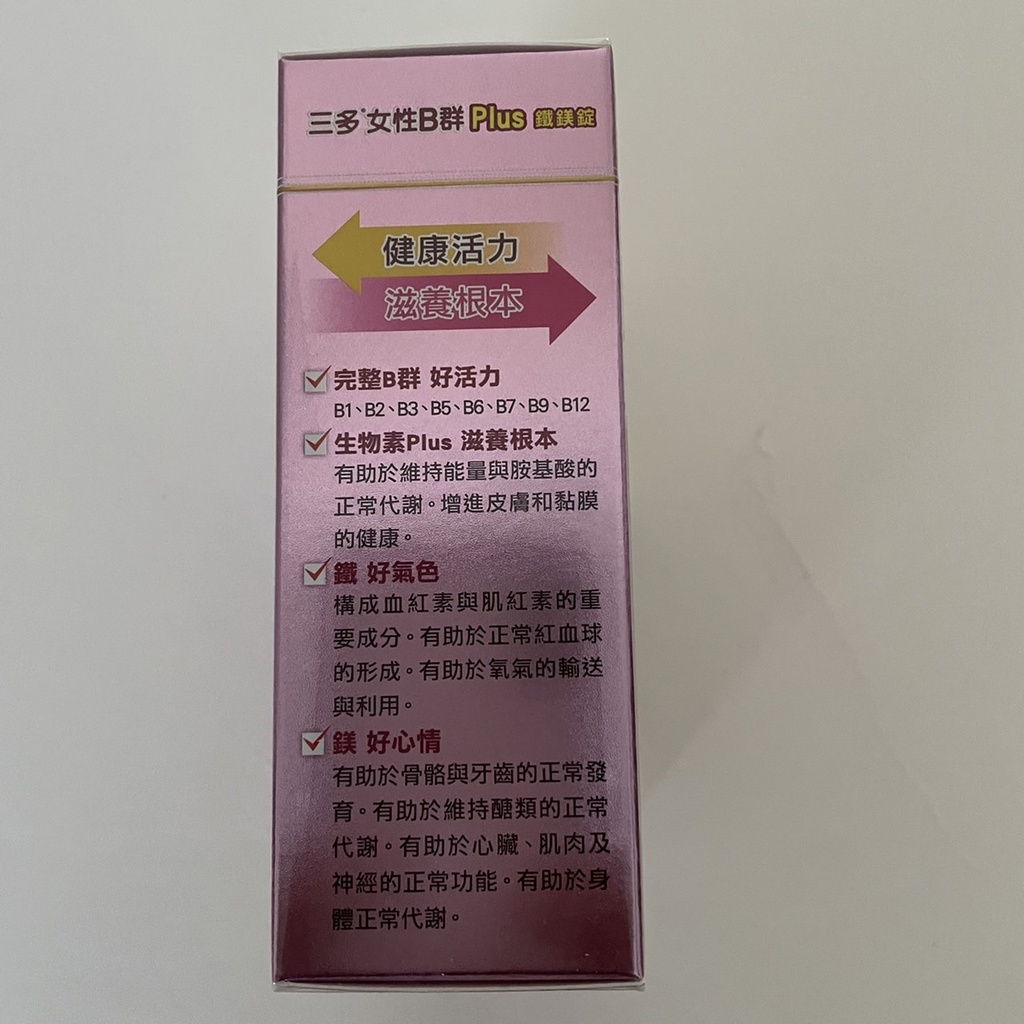 三多女性B群Plus 鐵鎂錠
健康活力
滋養根本
完整B群 好活力
B1、B2、B3、B5、B6、B7、B9、B12
生物素Plus 滋養根本
有助於維持能量與胺基酸的
正常代謝。增進皮膚和黏膜
的健康。
鐵 好氣色
構成血紅素與肌紅素的重
要成分。有助於正常紅血球
的形成。有助於氧氣的輸送
與利用。
鎂 好心情
有助於骨骼與牙齒的正常發
育。有助於維持醣類的正常
代謝。有助於心臟、肌肉及
神經的正常功能。有助於身
體正常代謝。